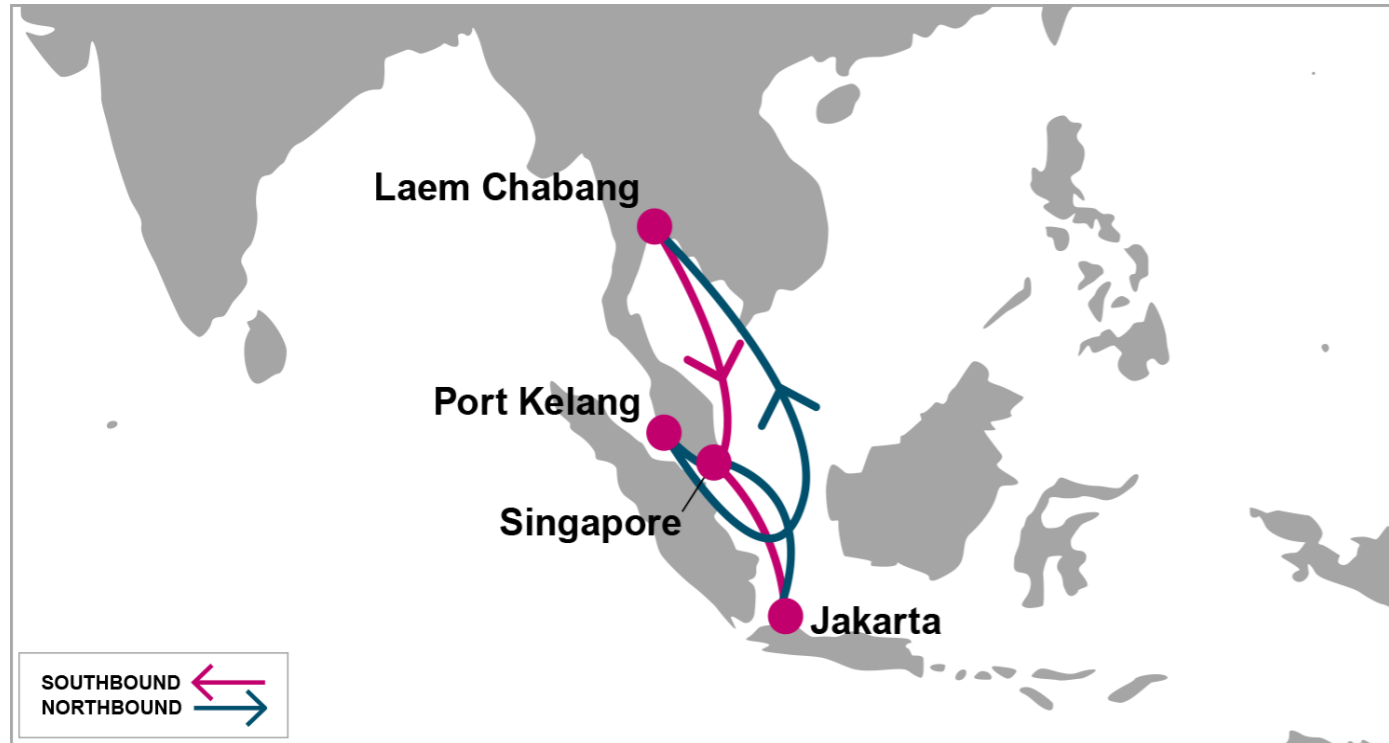 Laem Chabang
Port Kelang
Singapore
Jakarta
SOUTHBOUND
NORTHBOUND